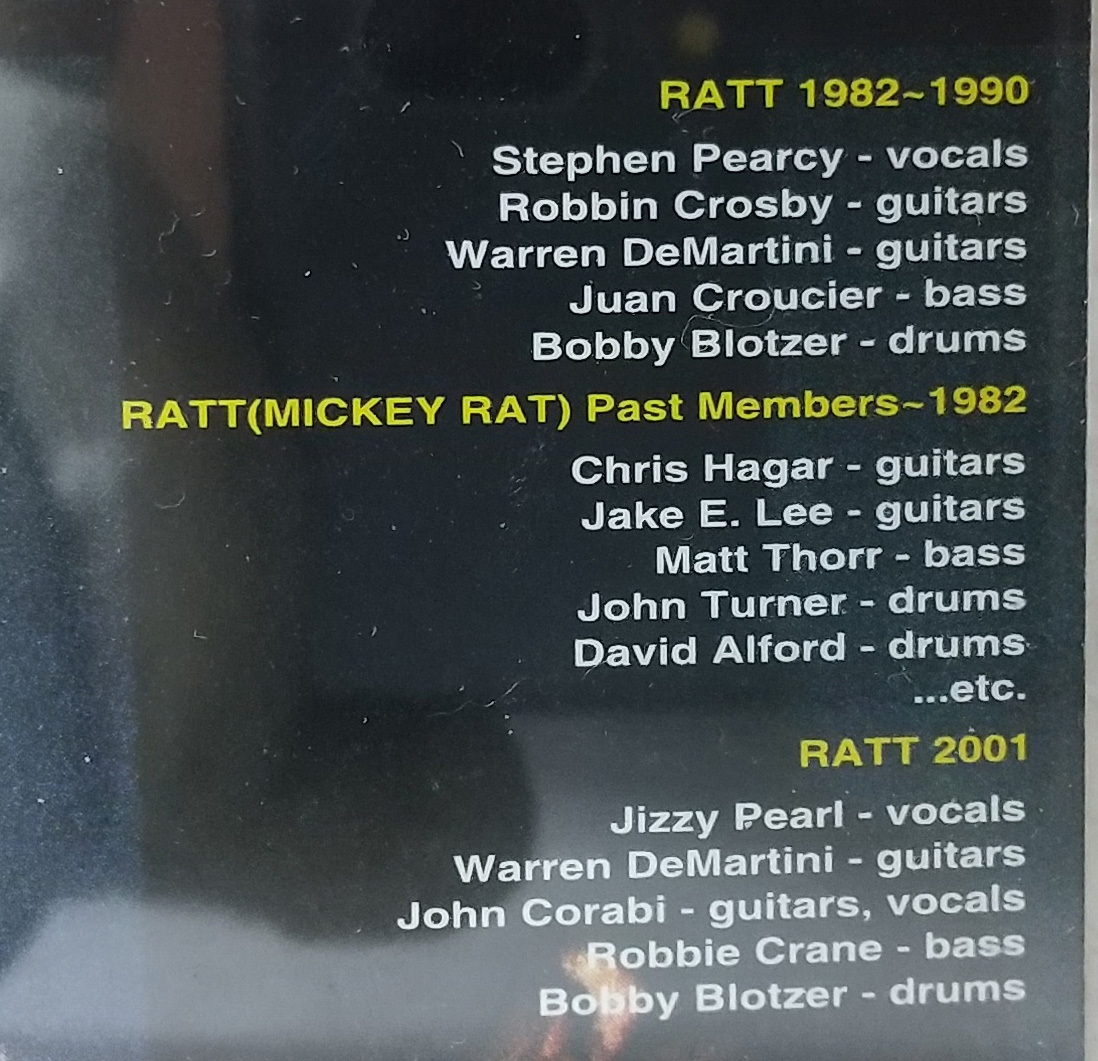 RATT 1982~1990
Stephen Pearcy - vocals
Robbin Crosby - guitars
Warren DeMartini - guitars
Juan Croucier - bass
Bobby Blotzer - drums
RATT(MICKEY RAT) Past Members~1982
Chris Hagar - guitars
Jake E. Lee - guitars
Matt Thorr - bass
John Turner - drums
David Alford - drums
...etc.
RATT 2001
Jizzy Pearl - vocals
Warren DeMartini - guitars
John Corabi - guitars, vocals
Robbie Crane - bass
Bobby Blotzer - drums